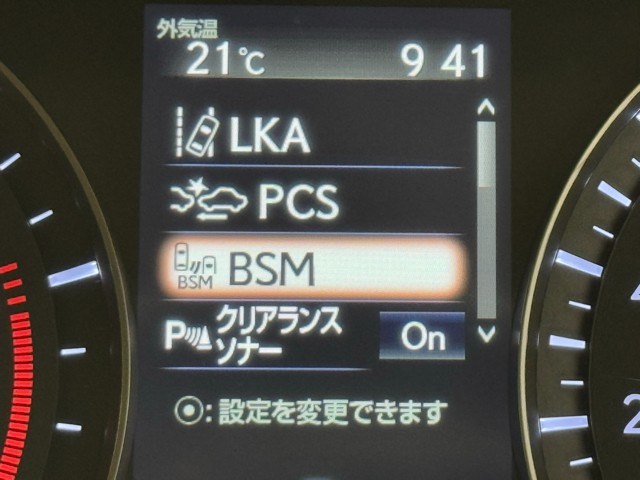 外気温
21℃ 9 41
LKA
PCS
BSM BSM
P クリアランス
ソナー On
⦿:設定を変更できます
2